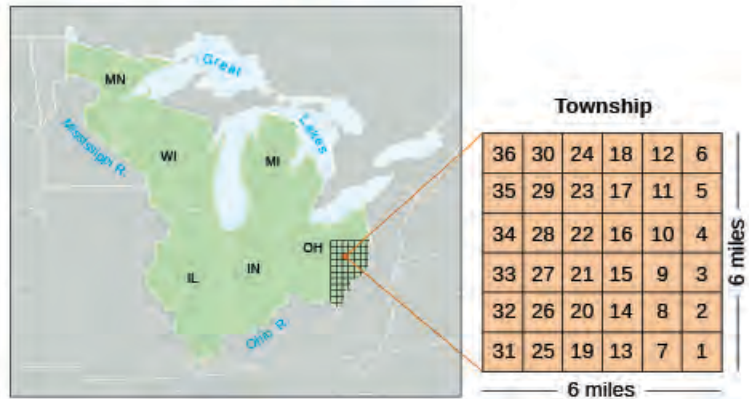 Great
Lakes
MN
Mississippi R.
WI
MI
OH
IL
IN
Ohio R.
Township
36 30 24 18 12 6
35 29 23 17 11 5
34 28 22 16 10 4
33 27 21 15 9 3
32 26 20 14 8 2
31 25 19 13 7 1
6 miles
6 miles